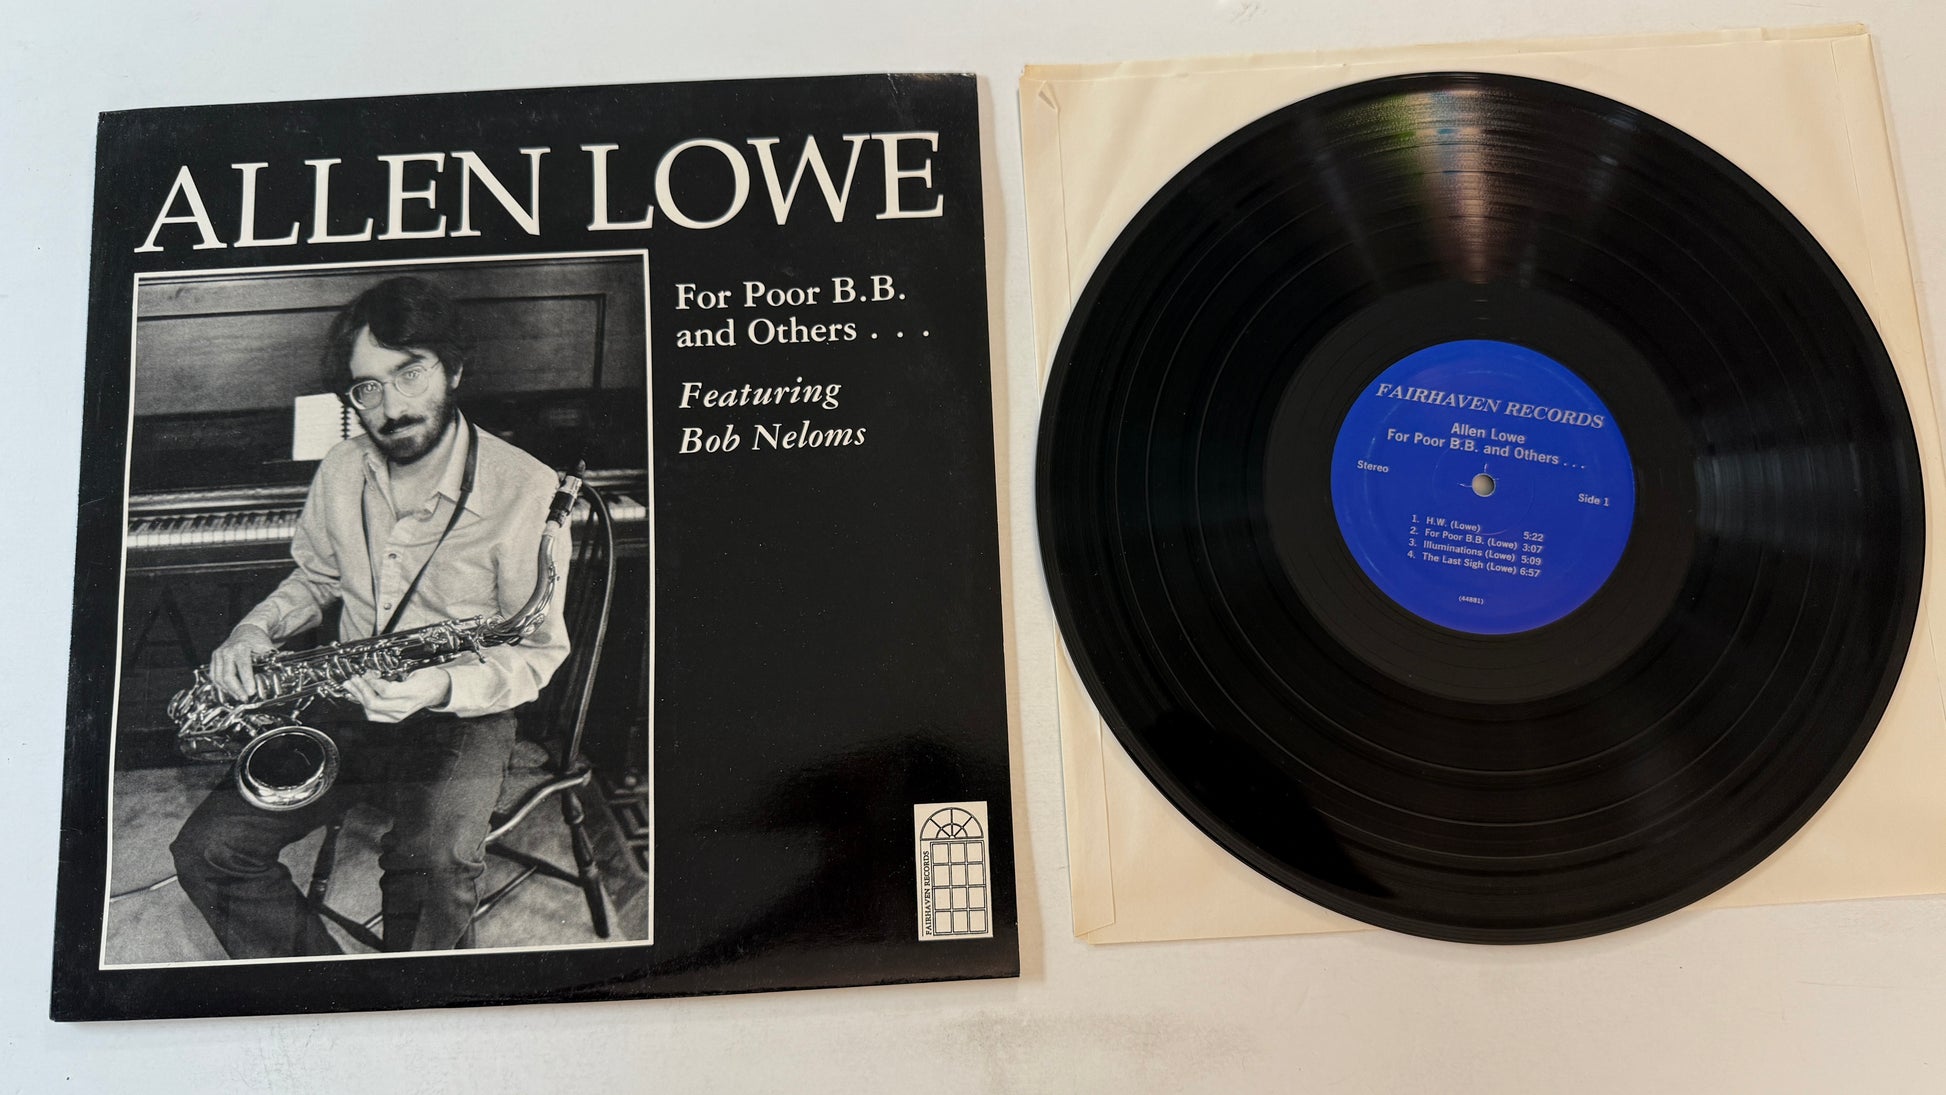 ALLEN LOWE
For Poor B.B.
and Others . . .
Featuring
Bob Neloms
FAIRHAVEN RECORDS
FAIRHAVEN RECORDS
Allen Lowe
For Poor B.B. and Others . . .
Stereo
Side 1
1. H.W. (Lowe) 5:22
2. For Poor B.B. (Lowe) 3:07
3. Illuminations (Lowe) 5:09
4. The Last Sigh (Lowe) 6:57
(44881)